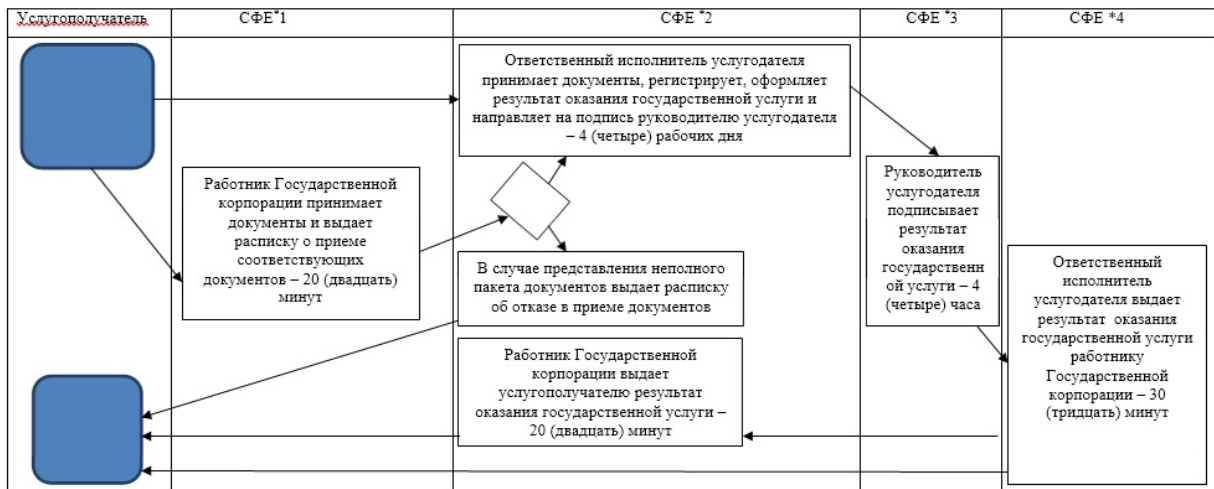 Услугополучатель
СФЕ*1
СФЕ *2
СФЕ *3
СФЕ *4
Ответственный исполнитель услугодателя
принимает документы, регистрирует, оформляет
результат оказания государственной услуги и
направляет на подпись руководителю услугодателя
– 4 (четыре) рабочих дня
Работник Государственной
корпорации принимает
документы и выдает
расписку о приеме
соответствующих
документов – 20 (двадцать)
минут
Руководитель
услугодателя
подписывает
результат
оказания
государственн
ой услуги – 4
(четыре) часа
В случае представления неполного
пакета документов выдает расписку
об отказе в приеме документов
Ответственный
исполнитель
услугодателя выдает
результат оказания
государственной услуги
работнику
Государственной
корпорации – 30
(тридцать) минут
Работник Государственной
корпорации выдает
услугополучателю результат
оказания государственной услуги –
20 (двадцать) минут